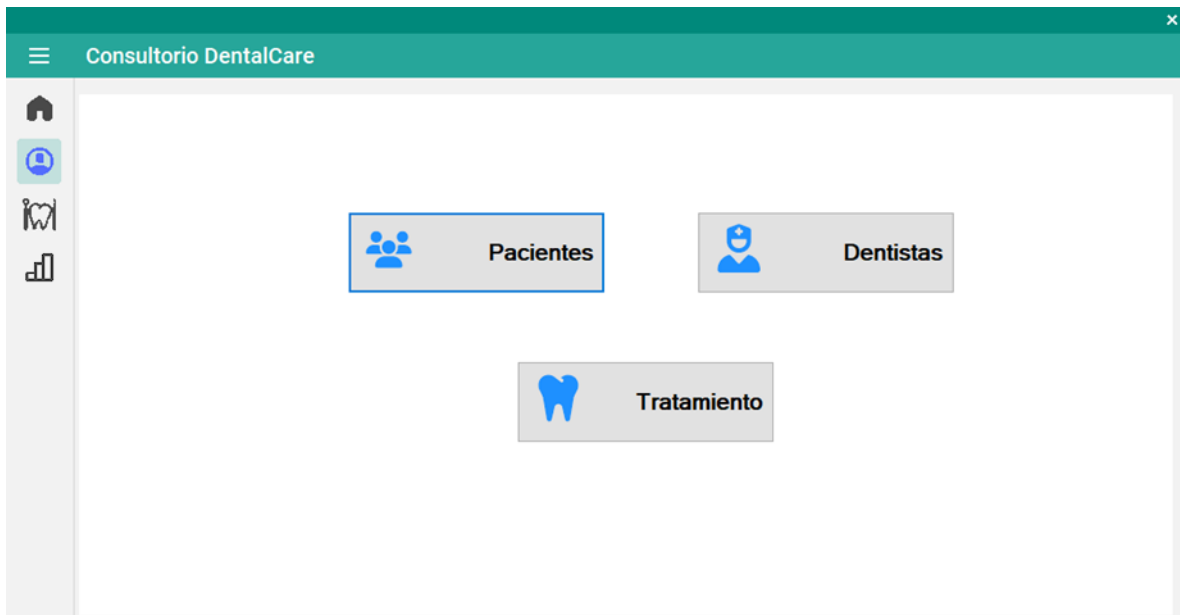 Consultorio DentalCare
Pacientes
Dentistas
Tratamiento